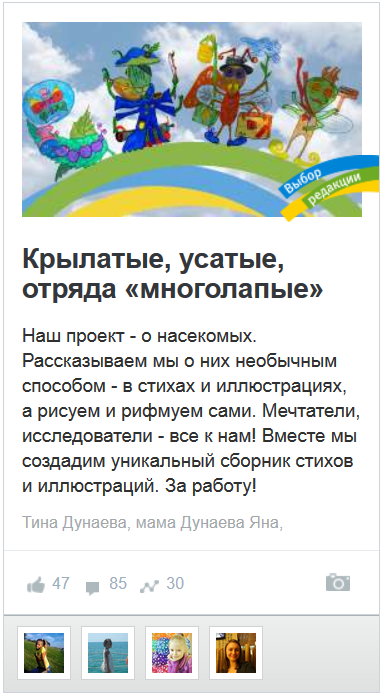 Выбор
редакции
Крылатые, усатые,
отряда «многолапые»
Наш проект - о насекомых.
Рассказываем мы о них необычным
способом - в стихах и иллюстрациях,
а рисуем и рифмуем сами. Мечтатели,
исследователи - все к нам! Вместе мы
создадим уникальный сборник стихов
и иллюстраций. За работу!
Тина Дунаева, мама Дунаева Яна,
47 85 30